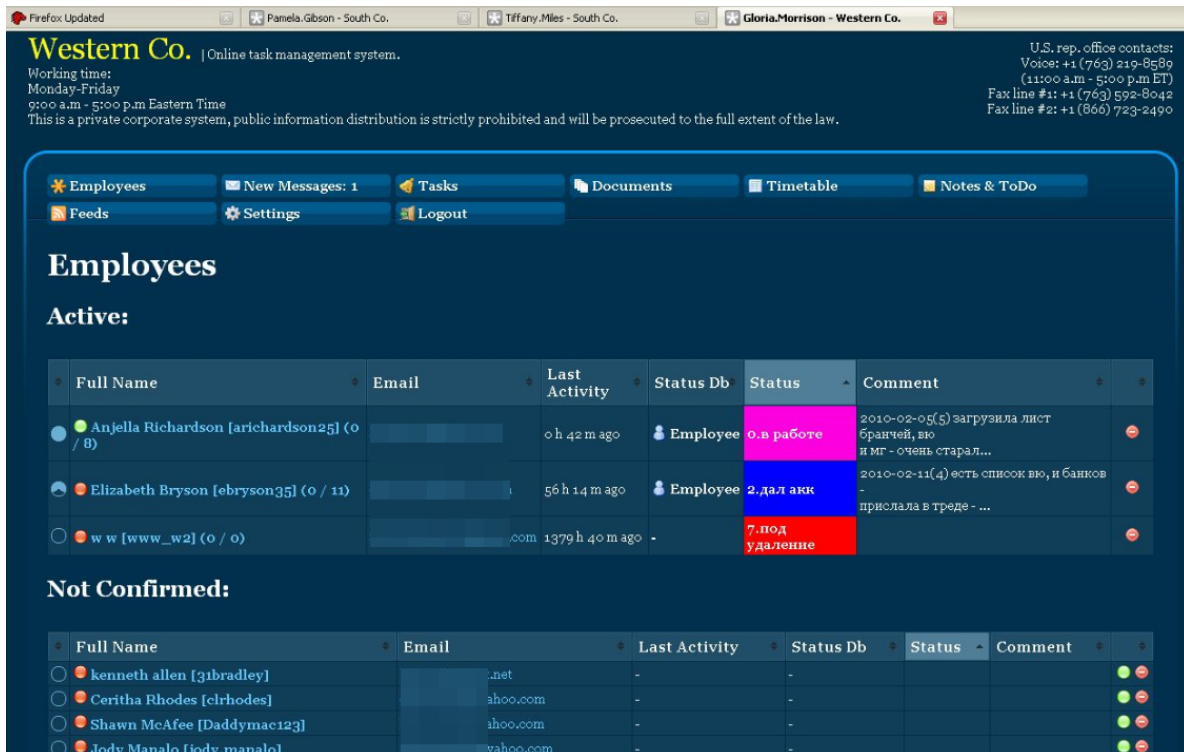 Firefox Updated Pamela.Gibson - South Co. Tiffany.Miles - South Co. Gloria.Morrison - Western Co.
Western Co. | Online task management system.
Working time:
Monday-Friday
9:00 a.m - 5:00 p.m Eastern Time
This is a private corporate system, public information distribution is strictly prohibited and will be prosecuted to the full extent of the law.
U.S. rep. office contacts:
Voice: +1 (763) 219-8589
(11:00 a.m - 5:00 p.m ET)
Fax line #1: +1 (763) 592-8042
Fax line #2: +1 (866) 723-2490
Employees New Messages: 1 Tasks Documents Timetable Notes & ToDo
Feeds Settings Logout
Employees
Active:
Full Name Email Last Activity Status Db Status Comment
Anjella Richardson [arichardson25] (0 / 8) 0 h 42 m ago Employee 0.в работе 2010-02-05(5) загрузила лист
бранчей, вю
и мг - очень старал...
Elizabeth Bryson [ebryson35] (0 / 11) 56 h 14 m ago Employee 2.дал акк 2010-02-11(4) есть список вю, и банков
-
прислала в треде - ...
w w [www_w2] (0 / 0) .com 1379 h 40 m ago - 7.под удаление
Not Confirmed:
Full Name Email Last Activity Status Db Status Comment
kenneth allen [31bradley] .net - -
Ceritha Rhodes [clrhodes] ahoo.com - -
Shawn McAfee [Daddymac123] ahoo.com - -
Jody Manalo [jody_manalo] yahoo.com - -